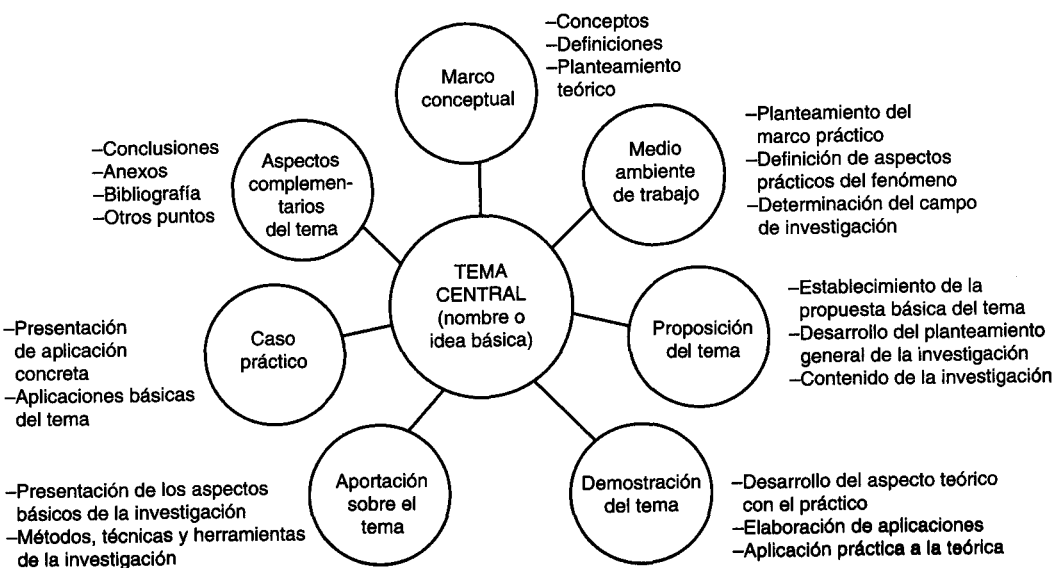 Marco
conceptual
–Conceptos
–Definiciones
–Planteamiento
teórico
Medio
ambiente
de trabajo
–Planteamiento del
marco práctico
–Definición de aspectos
prácticos del fenómeno
–Determinación del campo
de investigación
Proposición
del tema
–Establecimiento de la
propuesta básica del tema
–Desarrollo del planteamiento
general de la investigación
–Contenido de la investigación
Demostración
del tema
–Desarrollo del aspecto teórico
con el práctico
–Elaboración de aplicaciones
–Aplicación práctica a la teórica
Aportación
sobre el
tema
–Presentación de los aspectos
básicos de la investigación
–Métodos, técnicas y herramientas
de la investigación
Caso
práctico
–Presentación
de aplicación
concreta
–Aplicaciones básicas
del tema
Aspectos
complemen-
tarios
del tema
–Conclusiones
–Anexos
–Bibliografía
–Otros puntos
TEMA
CENTRAL
(nombre o
idea básica)